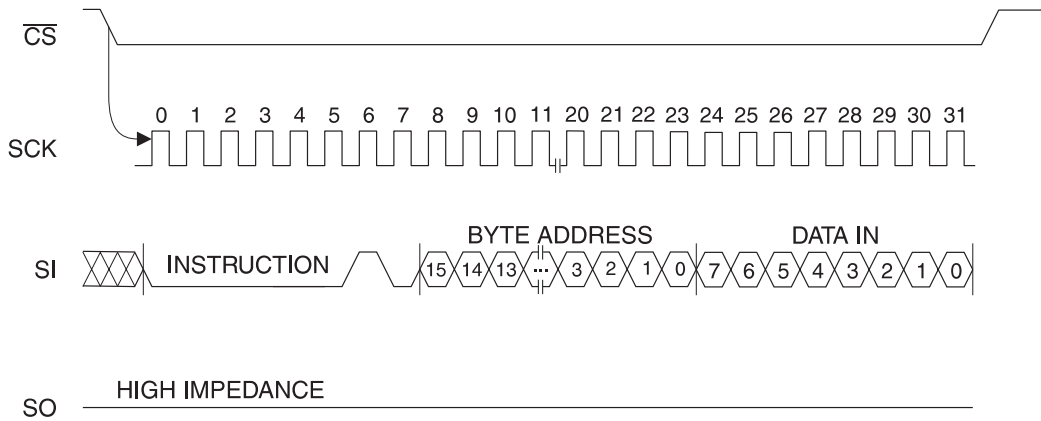 CS
0 1 2 3 4 5 6 7 8 9 10 11 20 21 22 23 24 25 26 27 28 29 30 31
SCK
BYTE ADDRESS DATA IN
SI INSTRUCTION 15 14 13 ... 3 2 1 0 7 6 5 4 3 2 1 0
HIGH IMPEDANCE
SO